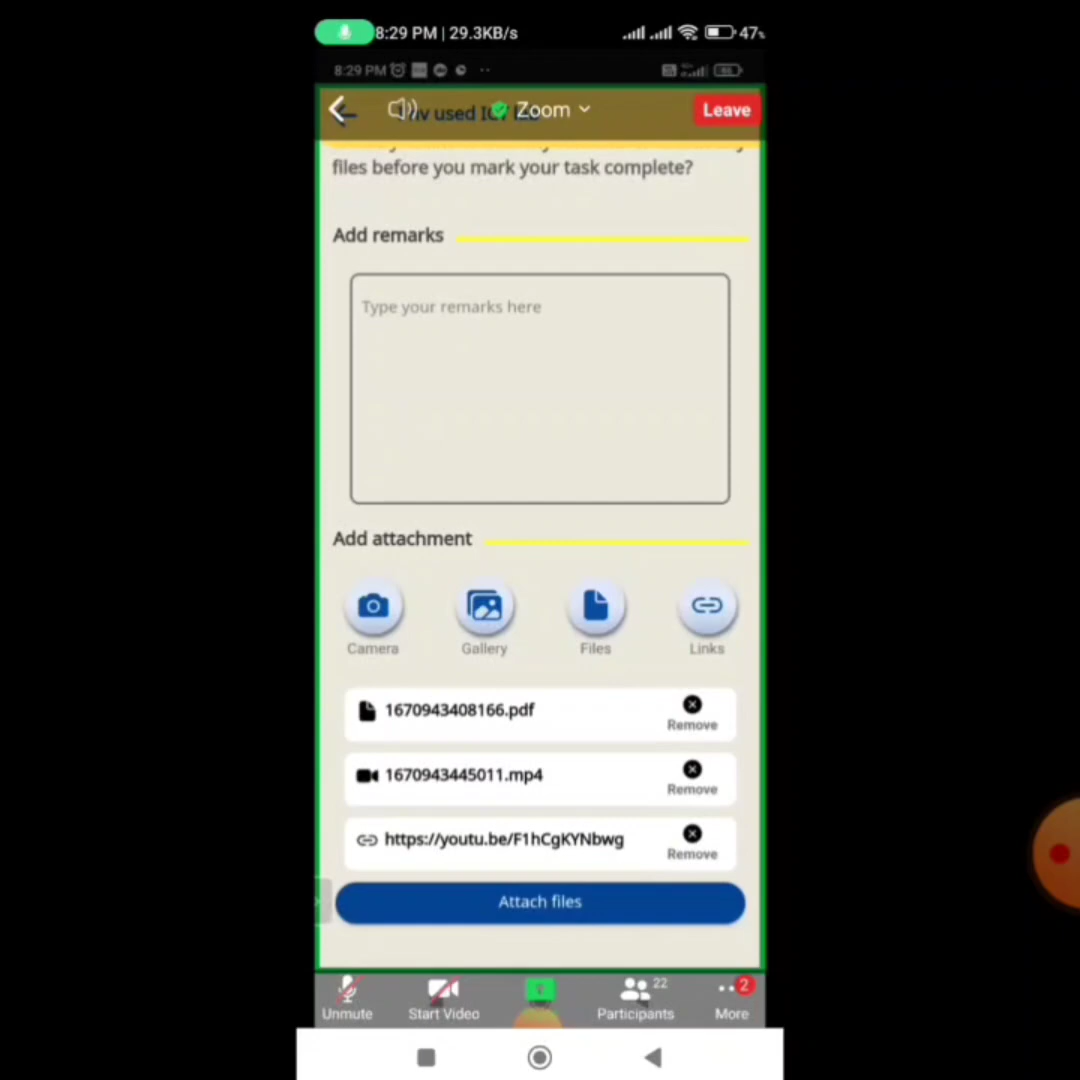 8:29 PM | 29.3KB/s
47%
8:29 PM
Zoom
Leave
used
files before you mark your task complete?
Add remarks
Type your remarks here
Add attachment
Camera
Gallery
Files
Links
1670943408166.pdf
Remove
1670943445011.mp4
Remove
https://youtu.be/F1hCgKYNbwg
Remove
Attach files
22
2
Unmute
Start Video
Participants
More